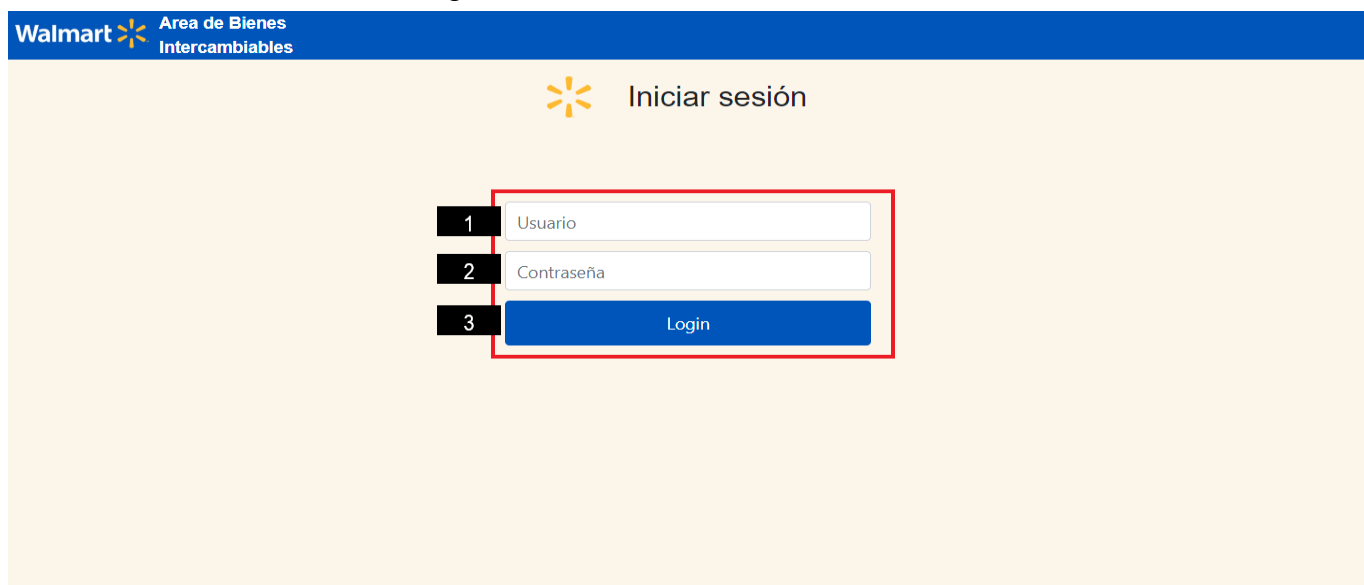 Walmart Area de Bienes
Intercambiables
Iniciar sesión
1 Usuario
2 Contraseña
3 Login